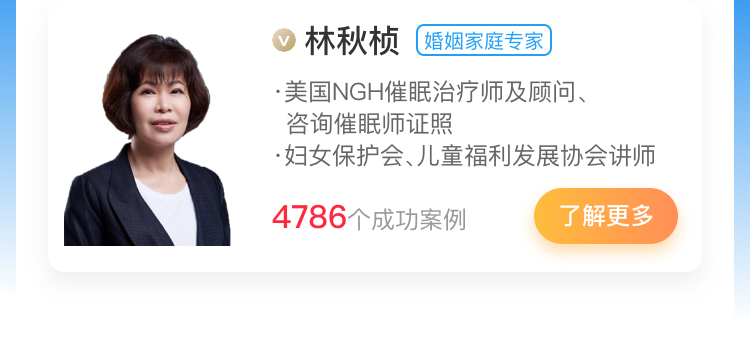 V 林秋桢 婚姻家庭专家
·美国NGH催眠治疗师及顾问、
咨询催眠师证照
·妇女保护会、儿童福利发展协会讲师
4786个成功案例 了解更多